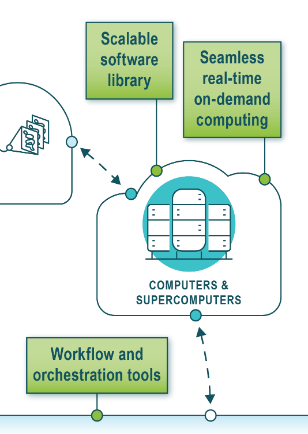 Scalable
software
library
Seamless
real-time
on-demand
computing
COMPUTERS &
SUPERCOMPUTERS
Workflow and
orchestration tools